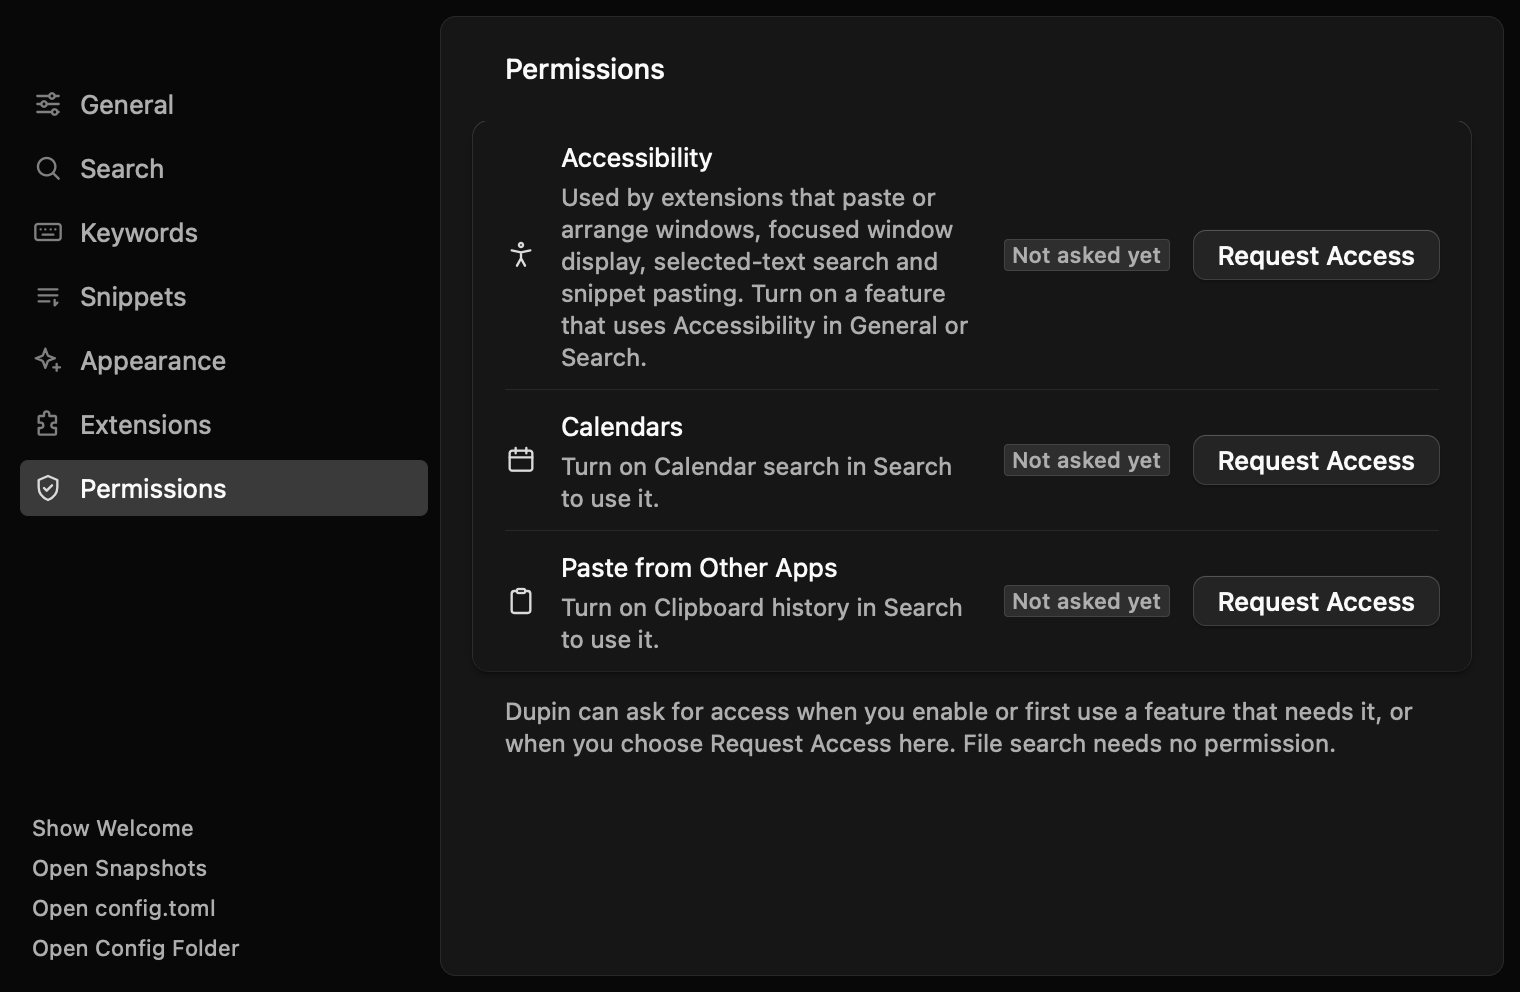 General
Search
Keywords
Snippets
Appearance
Extensions
Permissions
Show Welcome
Open Snapshots
Open config.toml
Open Config Folder
Permissions
Accessibility
Used by extensions that paste or
arrange windows, focused window
display, selected-text search and
snippet pasting. Turn on a feature
that uses Accessibility in General or
Search.
Not asked yet
Request Access
Calendars
Turn on Calendar search in Search
to use it.
Not asked yet
Request Access
Paste from Other Apps
Turn on Clipboard history in Search
to use it.
Not asked yet
Request Access
Dupin can ask for access when you enable or first use a feature that needs it, or
when you choose Request Access here. File search needs no permission.